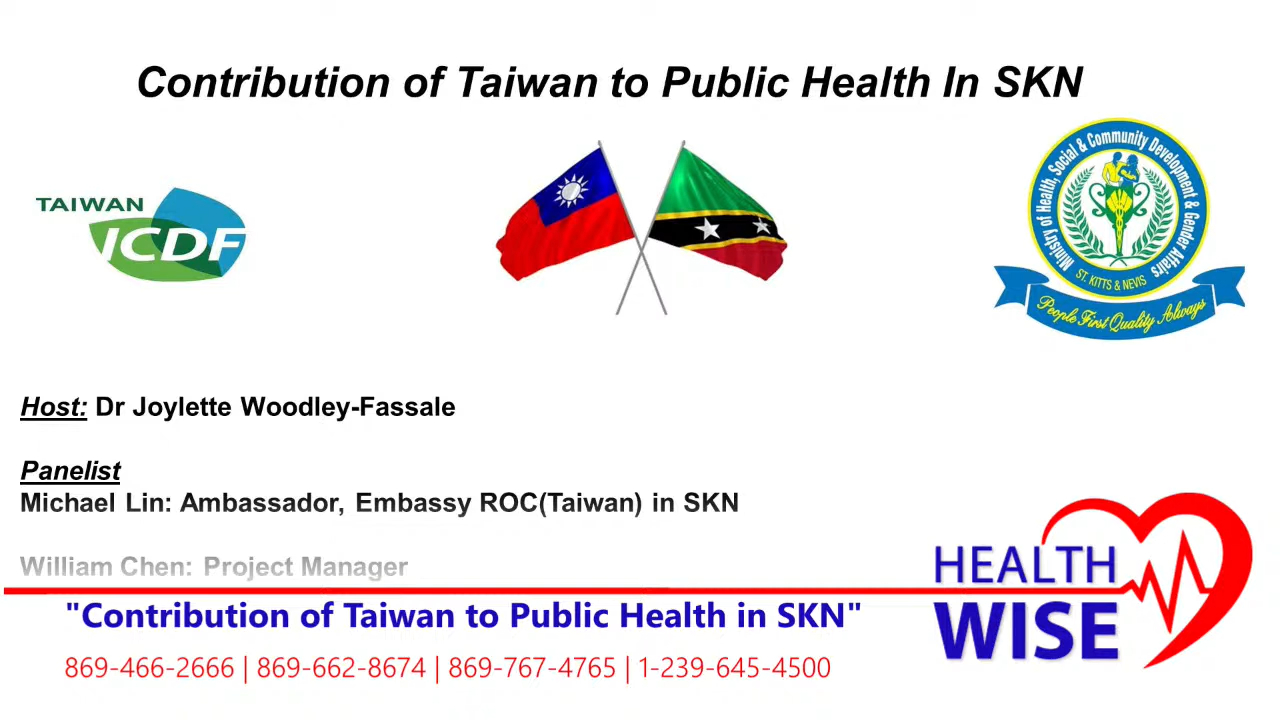 Contribution of Taiwan to Public Health In SKN
TAIWAN
ICDF
Ministry of Health, Social & Community Development & Gender Affairs
ST. KITTS & NEVIS
People First Quality Always
Host: Dr Joylette Woodley-Fassale
Panelist
Michael Lin: Ambassador, Embassy ROC(Taiwan) in SKN
William Chen: Project Manager
"Contribution of Taiwan to Public Health in SKN"
869-466-2666 | 869-662-8674 | 869-767-4765 | 1-239-645-4500
HEALTH
WISE